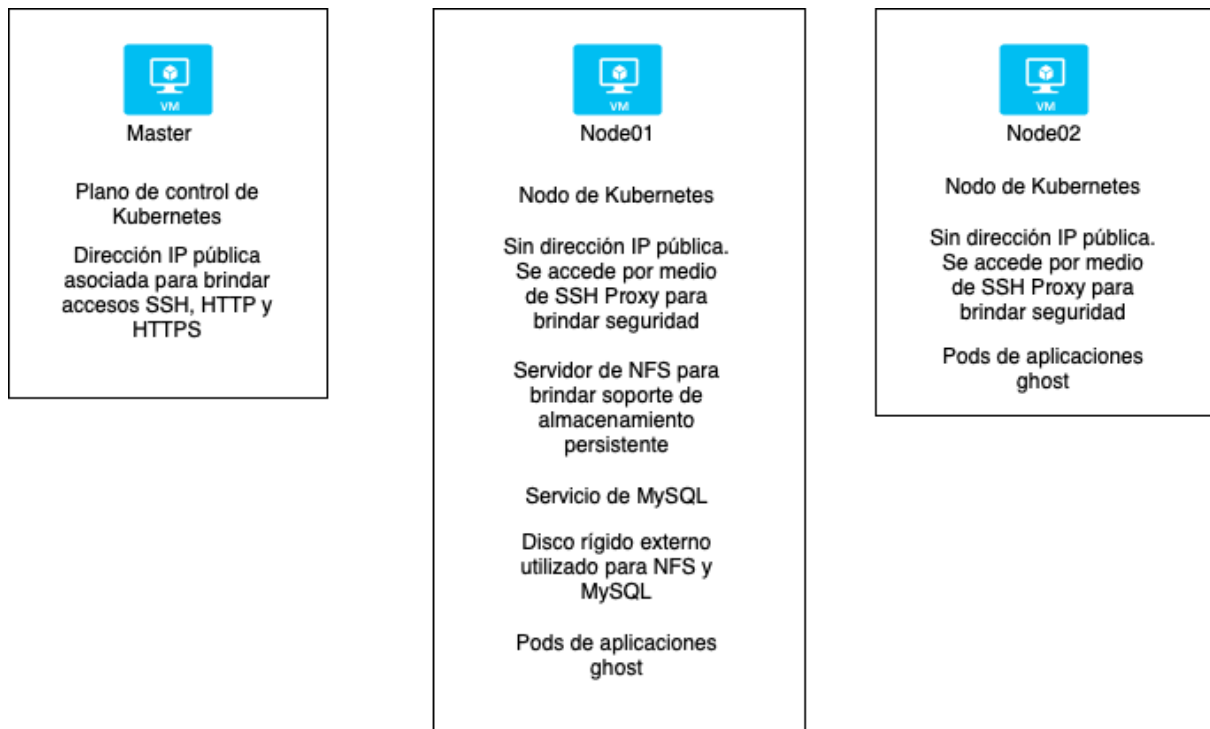 VM
Master
Plano de control de
Kubernetes
Dirección IP pública
asociada para brindar
accesos SSH, HTTP y
HTTPS
VM
Node01
Nodo de Kubernetes
Sin dirección IP pública.
Se accede por medio
de SSH Proxy para
brindar seguridad
Servidor de NFS para
brindar soporte de
almacenamiento
persistente
Servicio de MySQL
Disco rígido externo
utilizado para NFS y
MySQL
Pods de aplicaciones
ghost
VM
Node02
Nodo de Kubernetes
Sin dirección IP pública.
Se accede por medio
de SSH Proxy para
brindar seguridad
Pods de aplicaciones
ghost